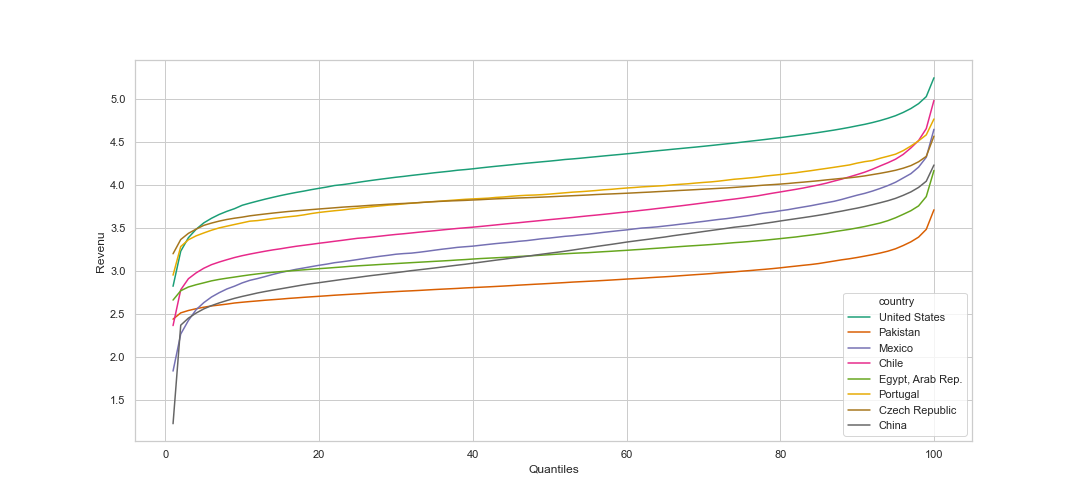 5.0
4.5
4.0
3.5
3.0
2.5
2.0
1.5
Revenu
0 20 40 60 80 100
Quantiles
country
United States
Pakistan
Mexico
Chile
Egypt, Arab Rep.
Portugal
Czech Republic
China